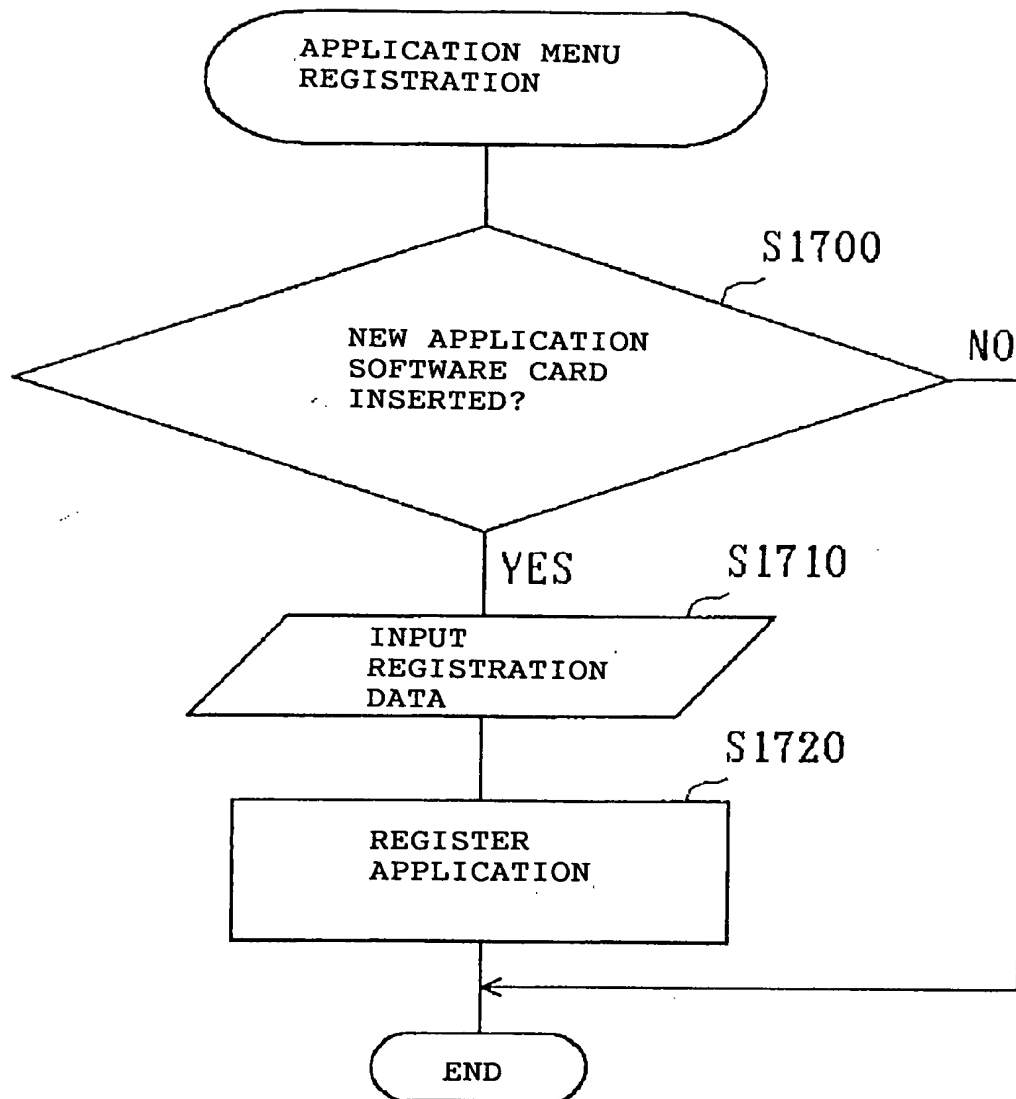 APPLICATION MENU
REGISTRATION
S1700
NEW APPLICATION
SOFTWARE CARD
INSERTED?
NO
YES
S1710
INPUT
REGISTRATION
DATA
S1720
REGISTER
APPLICATION
END